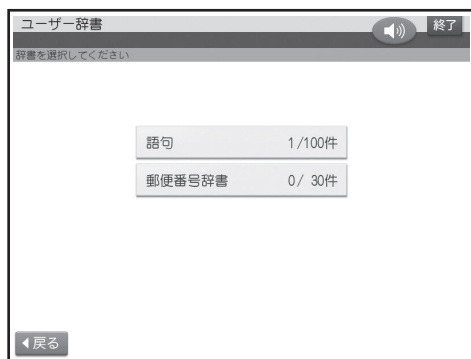 ユーザー辞書
終了
辞書を選択してください
語句 1/100件
郵便番号辞書 0/ 30件
戻る